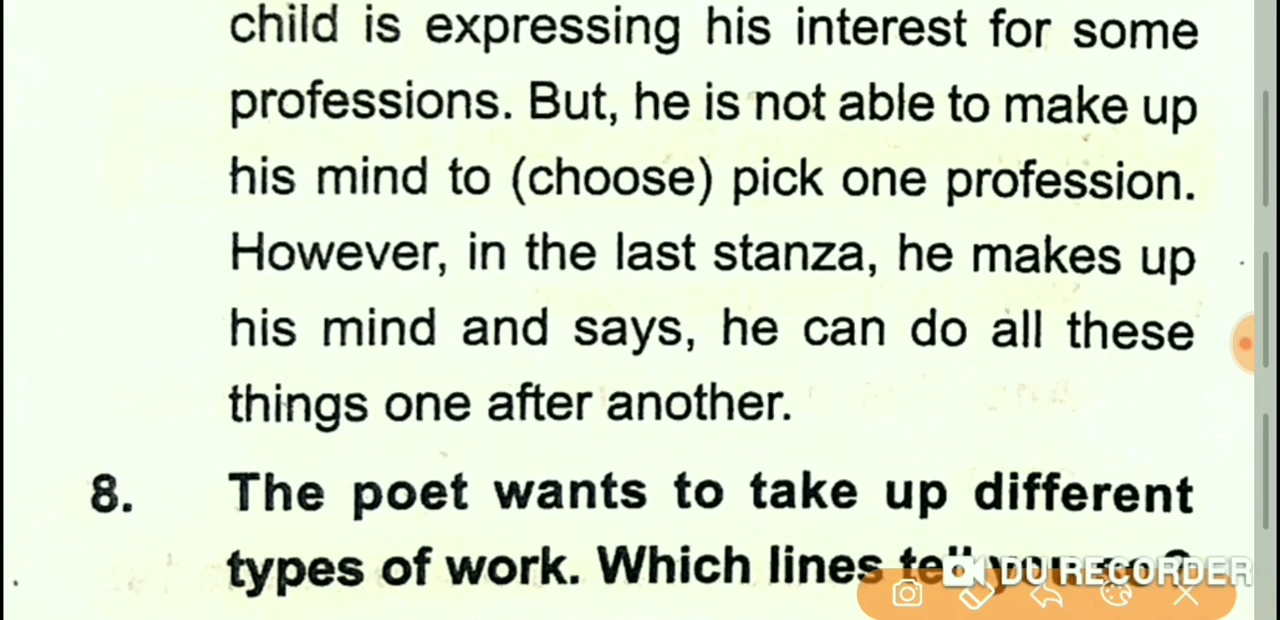 child is expressing his interest for some
professions. But, he is not able to make up
his mind to (choose) pick one profession.
However, in the last stanza, he makes up
his mind and says, he can do all these
things one after another.
8. The poet wants to take up different
types of work. Which lines tell
DU RECORDER